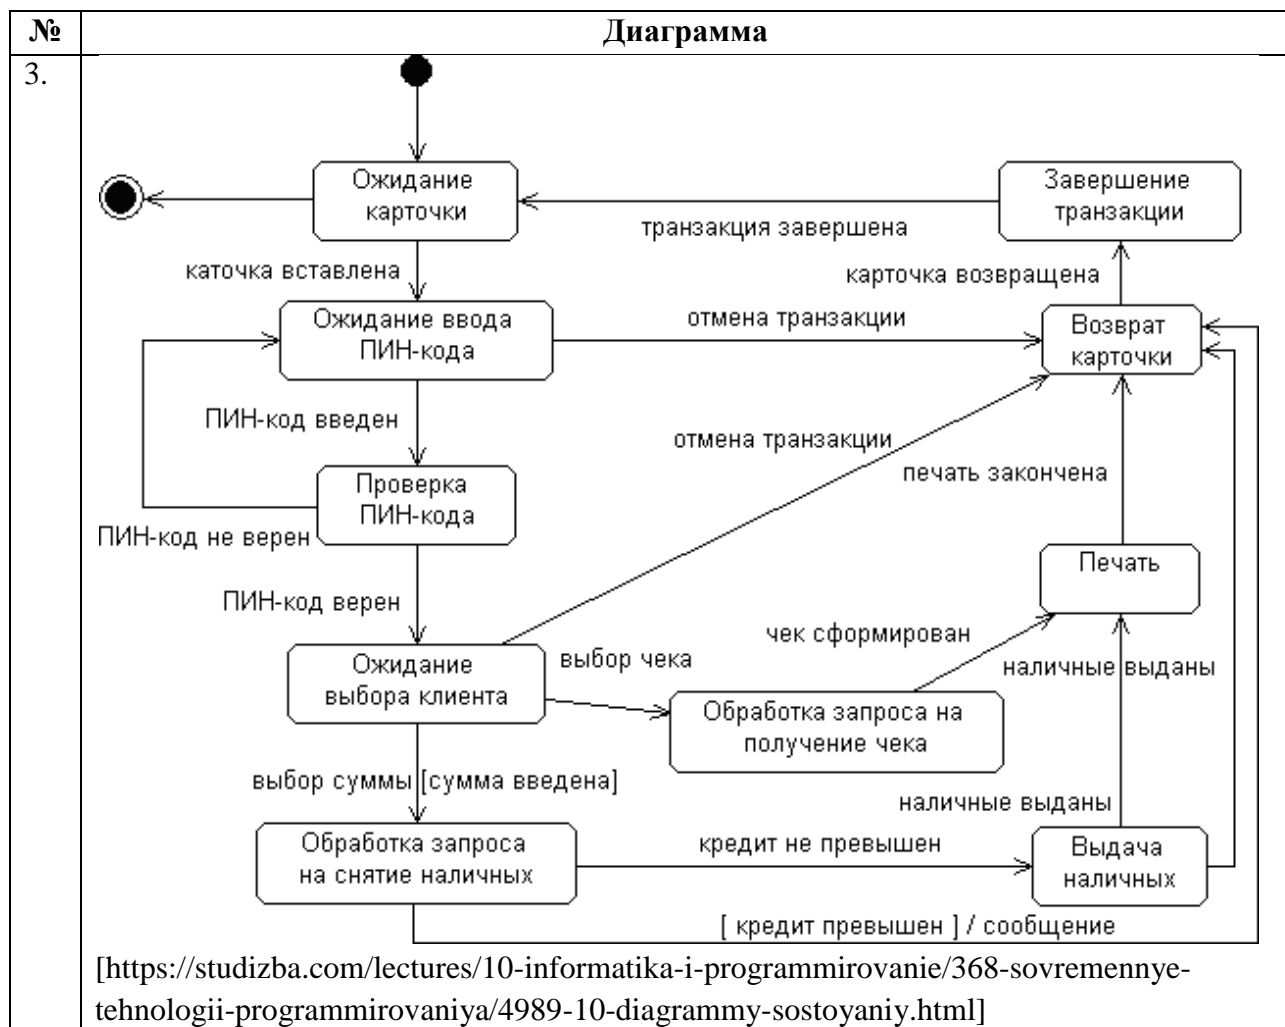 № Диаграмма
3.
Ожидание
карточки
Завершение
транзакции
транзакция завершена
каточка вставлена
карточка возвращена
Ожидание ввода
ПИН-кода
отмена транзакции
Возврат
карточки
ПИН-код введен
отмена транзакции
печать закончена
Проверка
ПИН-кода
ПИН-код не верен
Печать
ПИН-код верен
чек сформирован
Ожидание
выбора клиента
выбор чека
наличные выданы
Обработка запроса на
получение чека
выбор суммы [сумма введена]
наличные выданы
Обработка запроса
на снятие наличных
кредит не превышен
Выдача
наличных
[ кредит превышен ] / сообщение
[https://studizba.com/lectures/10-informatika-i-programmirovanie/368-sovremennye-
tehnologii-programmirovaniya/4989-10-diagrammy-sostoyaniy.html]